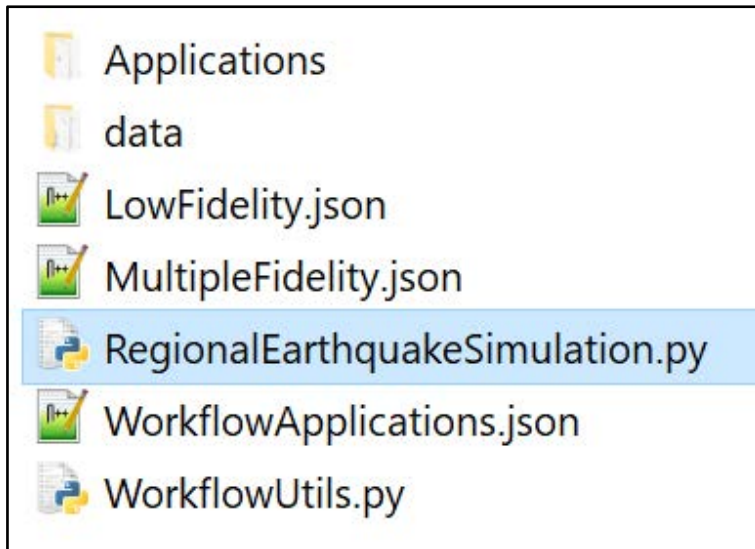 Applications
data
LowFidelity.json
MultipleFidelity.json
RegionalEarthquakeSimulation.py
WorkflowApplications.json
WorkflowUtils.py